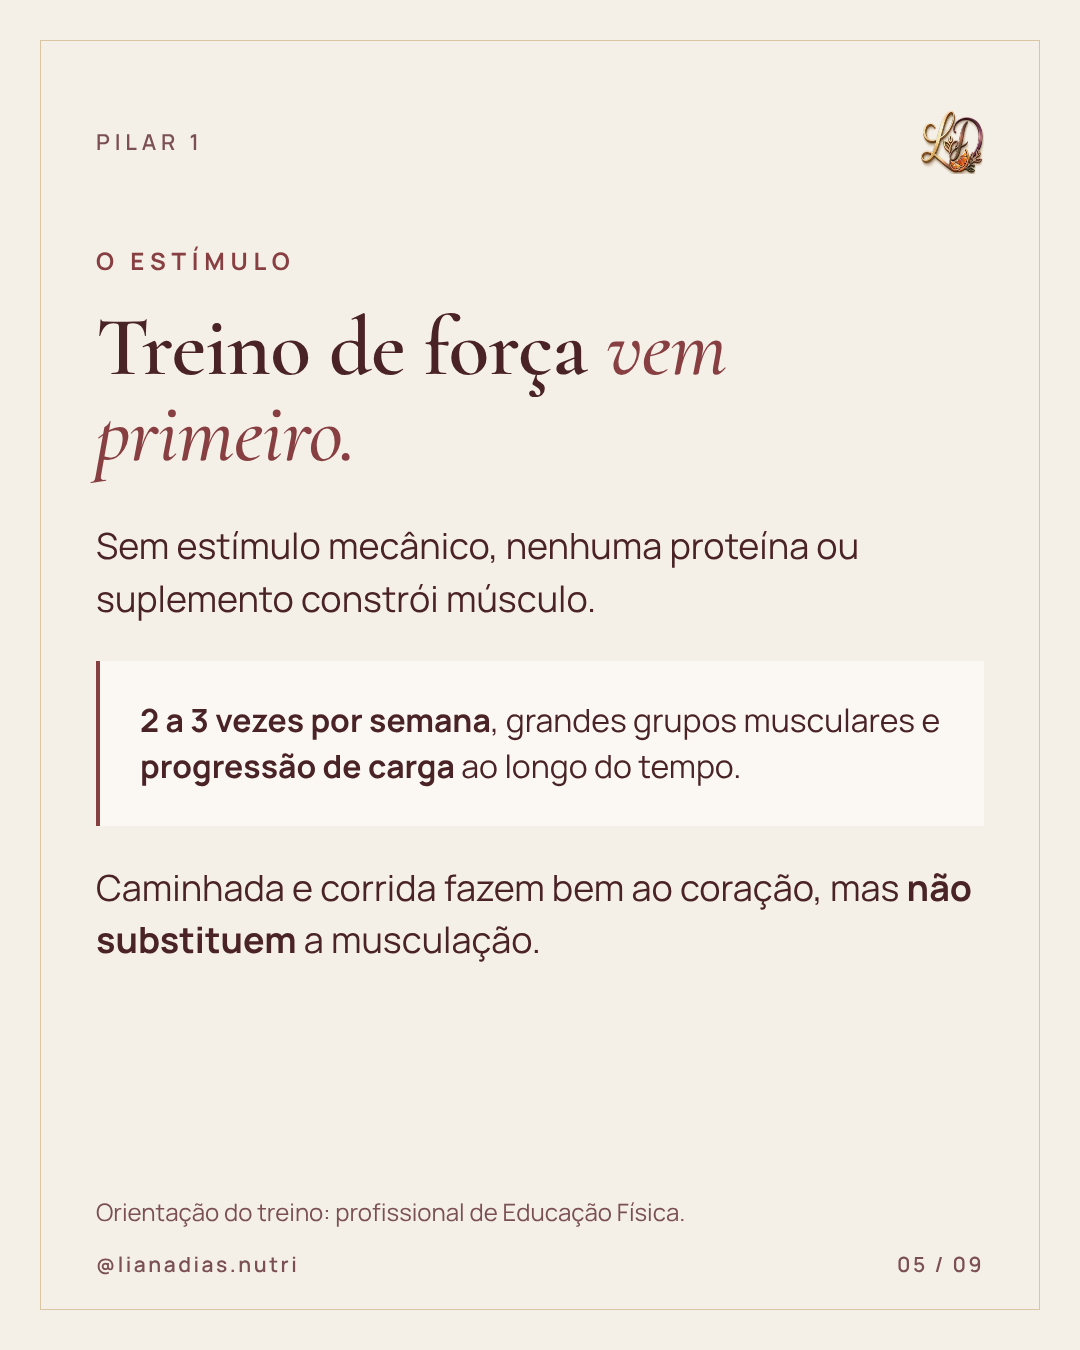 PILAR 1
LD
O ESTÍMULO
Treino de força vem
primeiro.
Sem estímulo mecânico, nenhuma proteína ou
suplemento constrói músculo.
2 a 3 vezes por semana, grandes grupos musculares e
progressão de carga ao longo do tempo.
Caminhada e corrida fazem bem ao coração, mas não
substituem a musculação.
Orientação do treino: profissional de Educação Física.
@lianadias.nutri
05 / 09